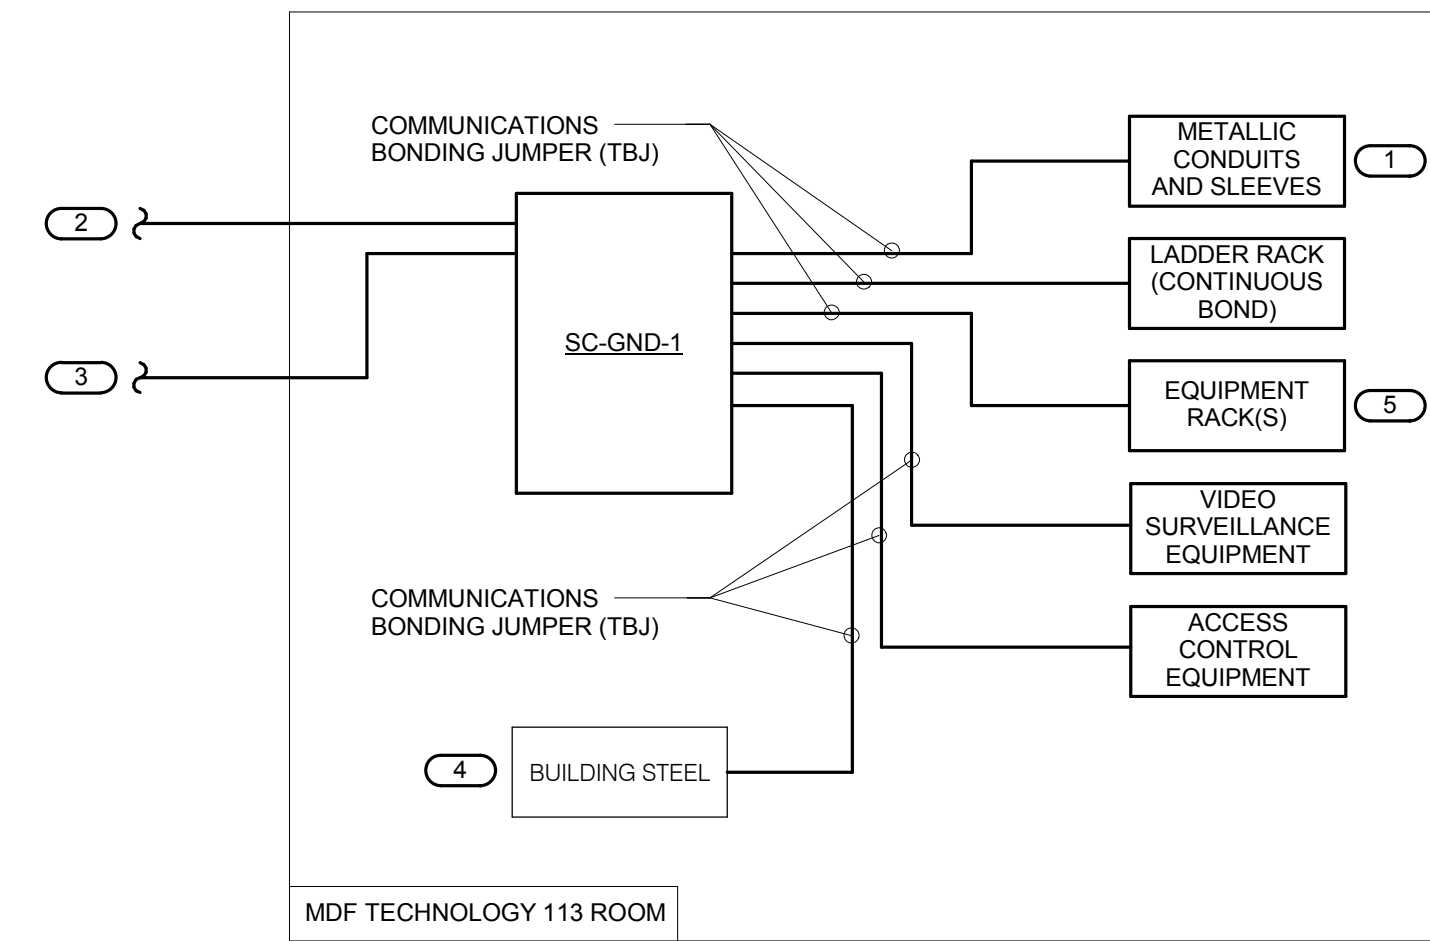 COMMUNICATIONS
BONDING JUMPER (TBJ)
METALLIC
CONDUITS
AND SLEEVES
1
2
LADDER RACK
(CONTINUOUS
BOND)
SC-GND-1
3
EQUIPMENT
RACK(S)
5
VIDEO
SURVEILLANCE
EQUIPMENT
COMMUNICATIONS
BONDING JUMPER (TBJ)
ACCESS
CONTROL
EQUIPMENT
4
BUILDING STEEL
MDF TECHNOLOGY 113 ROOM